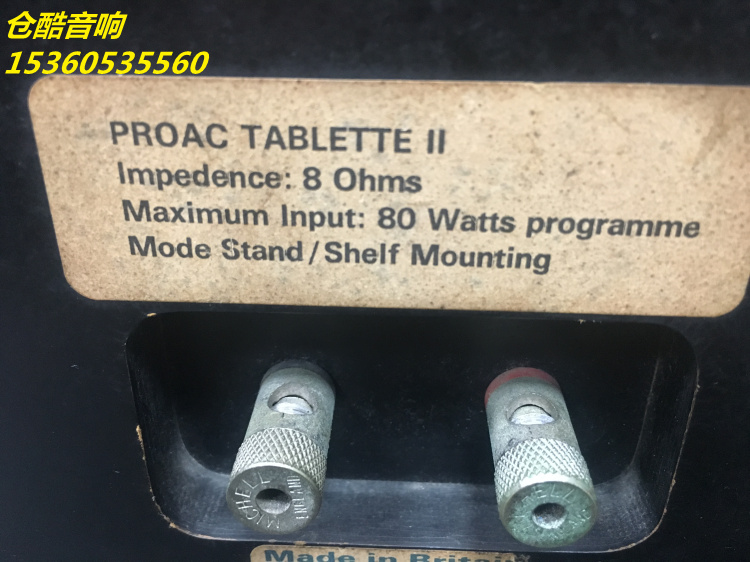 仓酷音响
15360535560
PROAC TABLETTE II
Impedence: 8 Ohms
Maximum Input: 80 Watts programme
Mode Stand/Shelf Mounting
MICHELL
Made in Britain